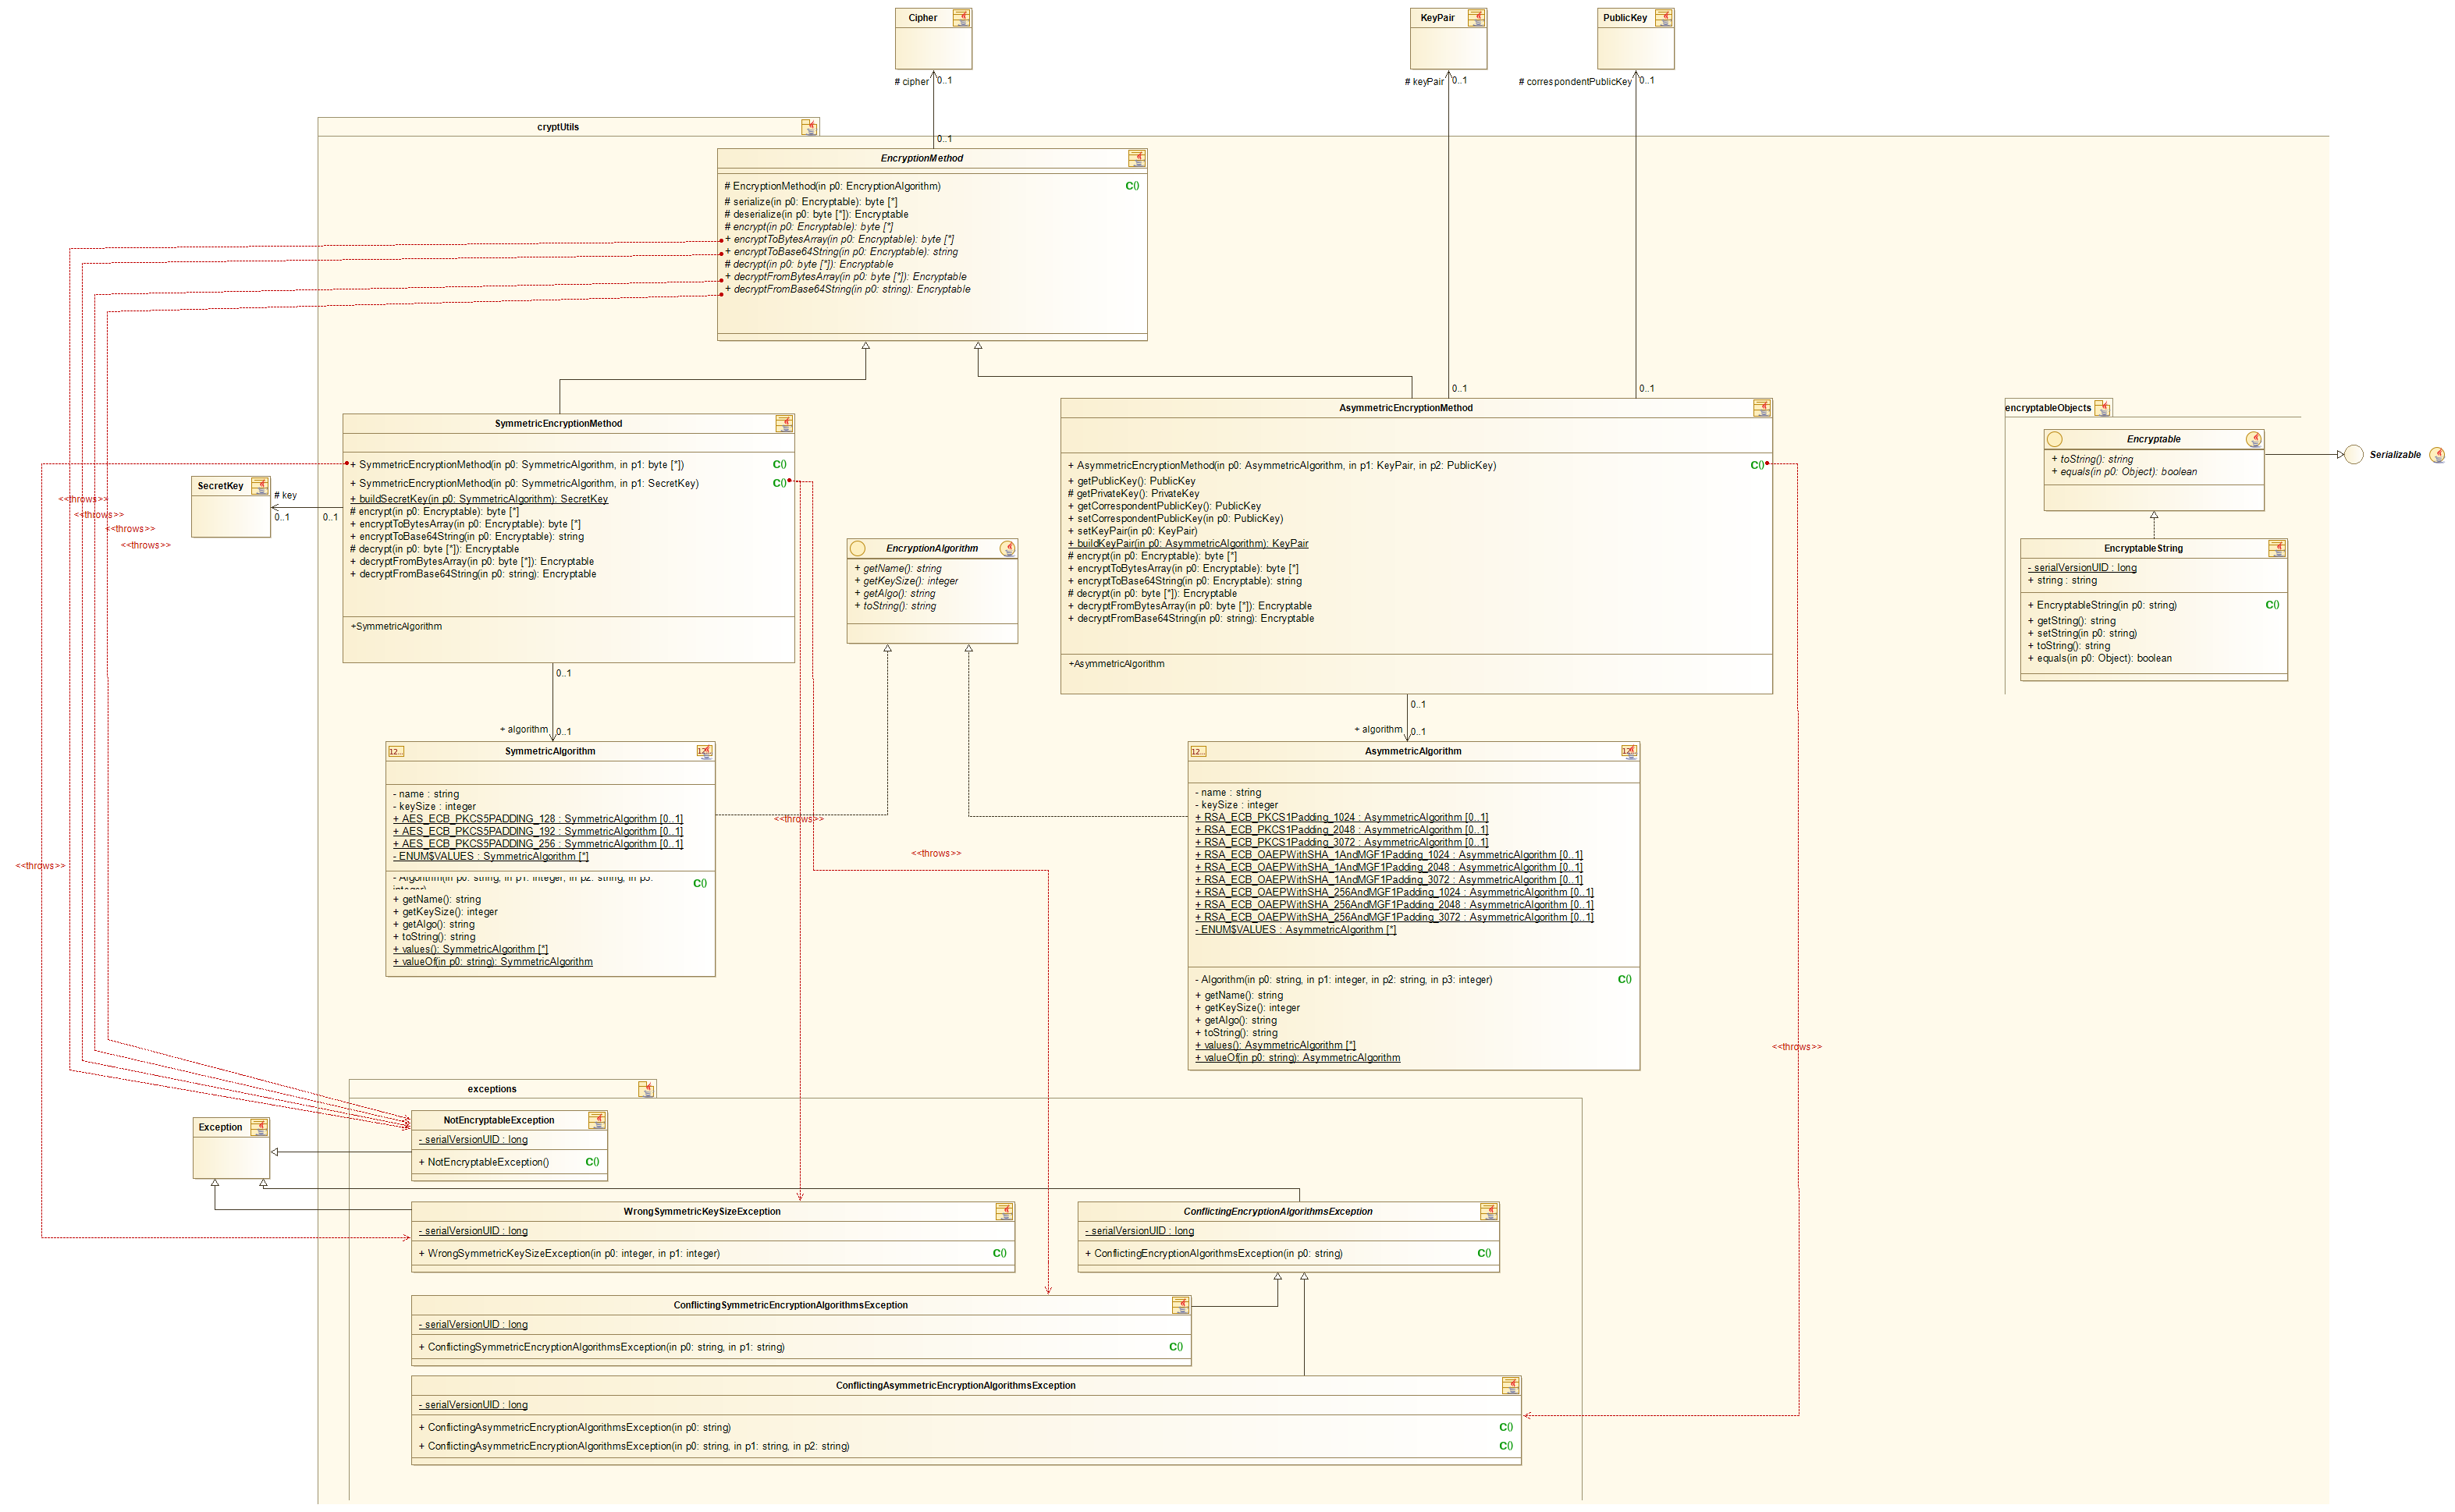 Cipher
KeyPair
PublicKey
# cipher
0..1
# keyPair
0..1
# correspondentPublicKey
0..1
cryptUtils
0..1
EncryptionMethod
# EncryptionMethod(in p0: EncryptionAlgorithm)
C()
# serialize(in p0: Encryptable): byte [*]
# deserialize(in p0: byte [*]): Encryptable
# encrypt(in p0: Encryptable): byte [*]
+ encryptToBytesArray(in p0: Encryptable): byte [*]
+ encryptToBase64String(in p0: Encryptable): string
# decrypt(in p0: byte [*]): Encryptable
+ decryptFromBytesArray(in p0: byte [*]): Encryptable
+ decryptFromBase64String(in p0: string): Encryptable
0..1
0..1
SymmetricEncryptionMethod
+ SymmetricEncryptionMethod(in p0: SymmetricAlgorithm, in p1: byte [*])
C()
+ SymmetricEncryptionMethod(in p0: SymmetricAlgorithm, in p1: SecretKey)
C()
+ buildSecretKey(in p0: SymmetricAlgorithm): SecretKey
# encrypt(in p0: Encryptable): byte [*]
+ encryptToBytesArray(in p0: Encryptable): byte [*]
+ encryptToBase64String(in p0: Encryptable): string
# decrypt(in p0: byte [*]): Encryptable
+ decryptFromBytesArray(in p0: byte [*]): Encryptable
+ decryptFromBase64String(in p0: string): Encryptable
+SymmetricAlgorithm
SecretKey
# key
0..1
0..1
<<throws>>
<<throws>>
<<throws>>
<<throws>>
AsymmetricEncryptionMethod
+ AsymmetricEncryptionMethod(in p0: AsymmetricAlgorithm, in p1: KeyPair, in p2: PublicKey)
C()
+ getPublicKey(): PublicKey
# getPrivateKey(): PrivateKey
+ getCorrespondentPublicKey(): PublicKey
+ setCorrespondentPublicKey(in p0: PublicKey)
+ setKeyPair(in p0: KeyPair)
+ buildKeyPair(in p0: AsymmetricAlgorithm): KeyPair
# encrypt(in p0: Encryptable): byte [*]
+ encryptToBytesArray(in p0: Encryptable): byte [*]
+ encryptToBase64String(in p0: Encryptable): string
# decrypt(in p0: byte [*]): Encryptable
+ decryptFromBytesArray(in p0: byte [*]): Encryptable
+ decryptFromBase64String(in p0: string): Encryptable
+AsymmetricAlgorithm
encryptableObjects
Encryptable
+ toString(): string
+ equals(in p0: Object): boolean
Serializable
EncryptableString
- serialVersionUID : long
+ string : string
+ EncryptableString(in p0: string)
C()
+ getString(): string
+ setString(in p0: string)
+ toString(): string
+ equals(in p0: Object): boolean
EncryptionAlgorithm
+ getName(): string
+ getKeySize(): integer
+ getAlgo(): string
+ toString(): string
0..1
+ algorithm
0..1
0..1
+ algorithm
0..1
12...
SymmetricAlgorithm
- name : string
- keySize : integer
+ AES_ECB_PKCS5PADDING_128 : SymmetricAlgorithm [0..1]
+ AES_ECB_PKCS5PADDING_192 : SymmetricAlgorithm [0..1]
+ AES_ECB_PKCS5PADDING_256 : SymmetricAlgorithm [0..1]
- ENUM$VALUES : SymmetricAlgorithm [*]
- Algorithm(in p0: string, in p1: integer, in p2: string, in p3:
integer)
C()
+ getName(): string
+ getKeySize(): integer
+ getAlgo(): string
+ toString(): string
+ values(): SymmetricAlgorithm [*]
+ valueOf(in p0: string): SymmetricAlgorithm
<<throws>>
<<throws>>
<<throws>>
12...
AsymmetricAlgorithm
- name : string
- keySize : integer
+ RSA_ECB_PKCS1Padding_1024 : AsymmetricAlgorithm [0..1]
+ RSA_ECB_PKCS1Padding_2048 : AsymmetricAlgorithm [0..1]
+ RSA_ECB_PKCS1Padding_3072 : AsymmetricAlgorithm [0..1]
+ RSA_ECB_OAEPWithSHA_1AndMGF1Padding_1024 : AsymmetricAlgorithm [0..1]
+ RSA_ECB_OAEPWithSHA_1AndMGF1Padding_2048 : AsymmetricAlgorithm [0..1]
+ RSA_ECB_OAEPWithSHA_1AndMGF1Padding_3072 : AsymmetricAlgorithm [0..1]
+ RSA_ECB_OAEPWithSHA_256AndMGF1Padding_1024 : AsymmetricAlgorithm [0..1]
+ RSA_ECB_OAEPWithSHA_256AndMGF1Padding_2048 : AsymmetricAlgorithm [0..1]
+ RSA_ECB_OAEPWithSHA_256AndMGF1Padding_3072 : AsymmetricAlgorithm [0..1]
- ENUM$VALUES : AsymmetricAlgorithm [*]
- Algorithm(in p0: string, in p1: integer, in p2: string, in p3: integer)
C()
+ getName(): string
+ getKeySize(): integer
+ getAlgo(): string
+ toString(): string
+ values(): AsymmetricAlgorithm [*]
+ valueOf(in p0: string): AsymmetricAlgorithm
<<throws>>
exceptions
Exception
NotEncryptableException
- serialVersionUID : long
+ NotEncryptableException()
C()
WrongSymmetricKeySizeException
- serialVersionUID : long
+ WrongSymmetricKeySizeException(in p0: integer, in p1: integer)
C()
ConflictingEncryptionAlgorithmsException
- serialVersionUID : long
+ ConflictingEncryptionAlgorithmsException(in p0: string)
C()
ConflictingSymmetricEncryptionAlgorithmsException
- serialVersionUID : long
+ ConflictingSymmetricEncryptionAlgorithmsException(in p0: string, in p1: string)
C()
ConflictingAsymmetricEncryptionAlgorithmsException
- serialVersionUID : long
+ ConflictingAsymmetricEncryptionAlgorithmsException(in p0: string)
C()
+ ConflictingAsymmetricEncryptionAlgorithmsException(in p0: string, in p1: string, in p2: string)
C()